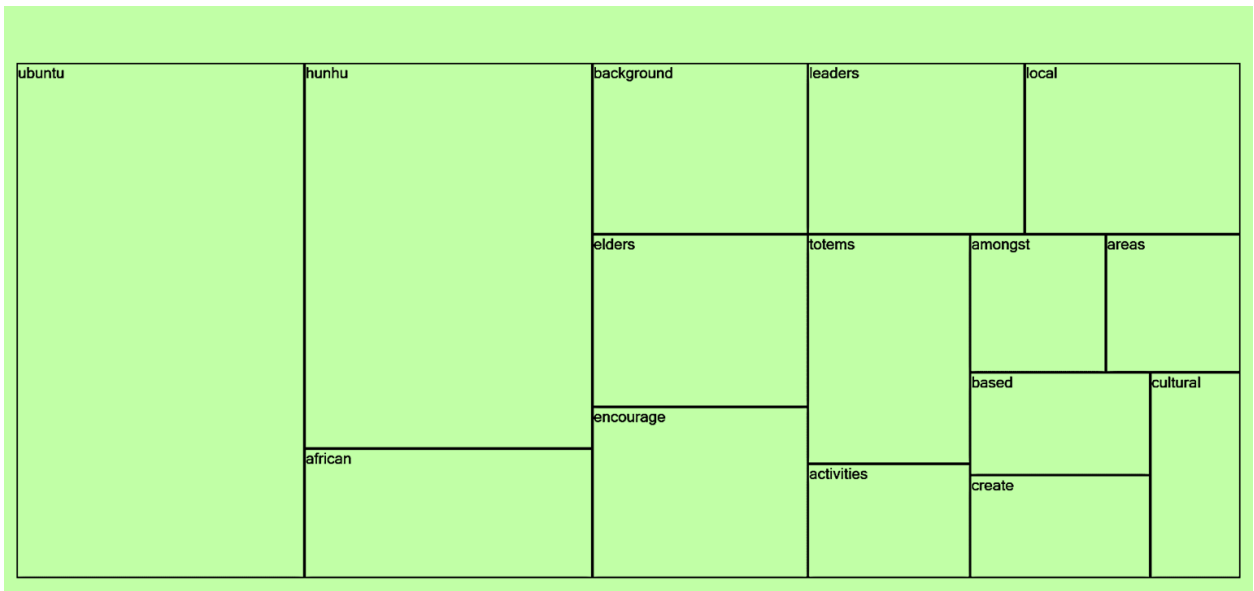 ubuntu
hunhu
background
leaders
local
elders
totems
amongst
areas
based
cultural
encourage
african
activities
create